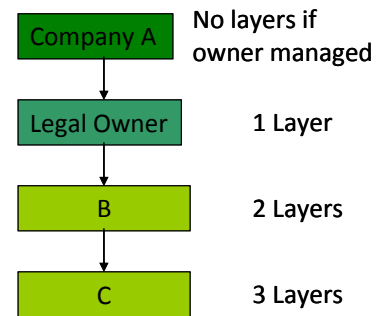 Company A
No layers if
owner managed
Legal Owner
1 Layer
B
2 Layers
C
3 Layers